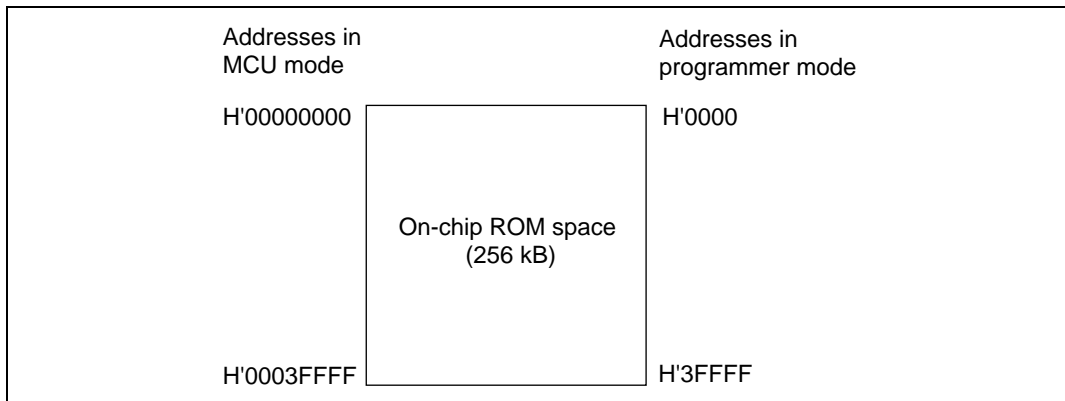 Addresses in
MCU mode
Addresses in
programmer mode
H'00000000
H'0000
On-chip ROM space
(256 kB)
H'0003FFFF
H'3FFFF